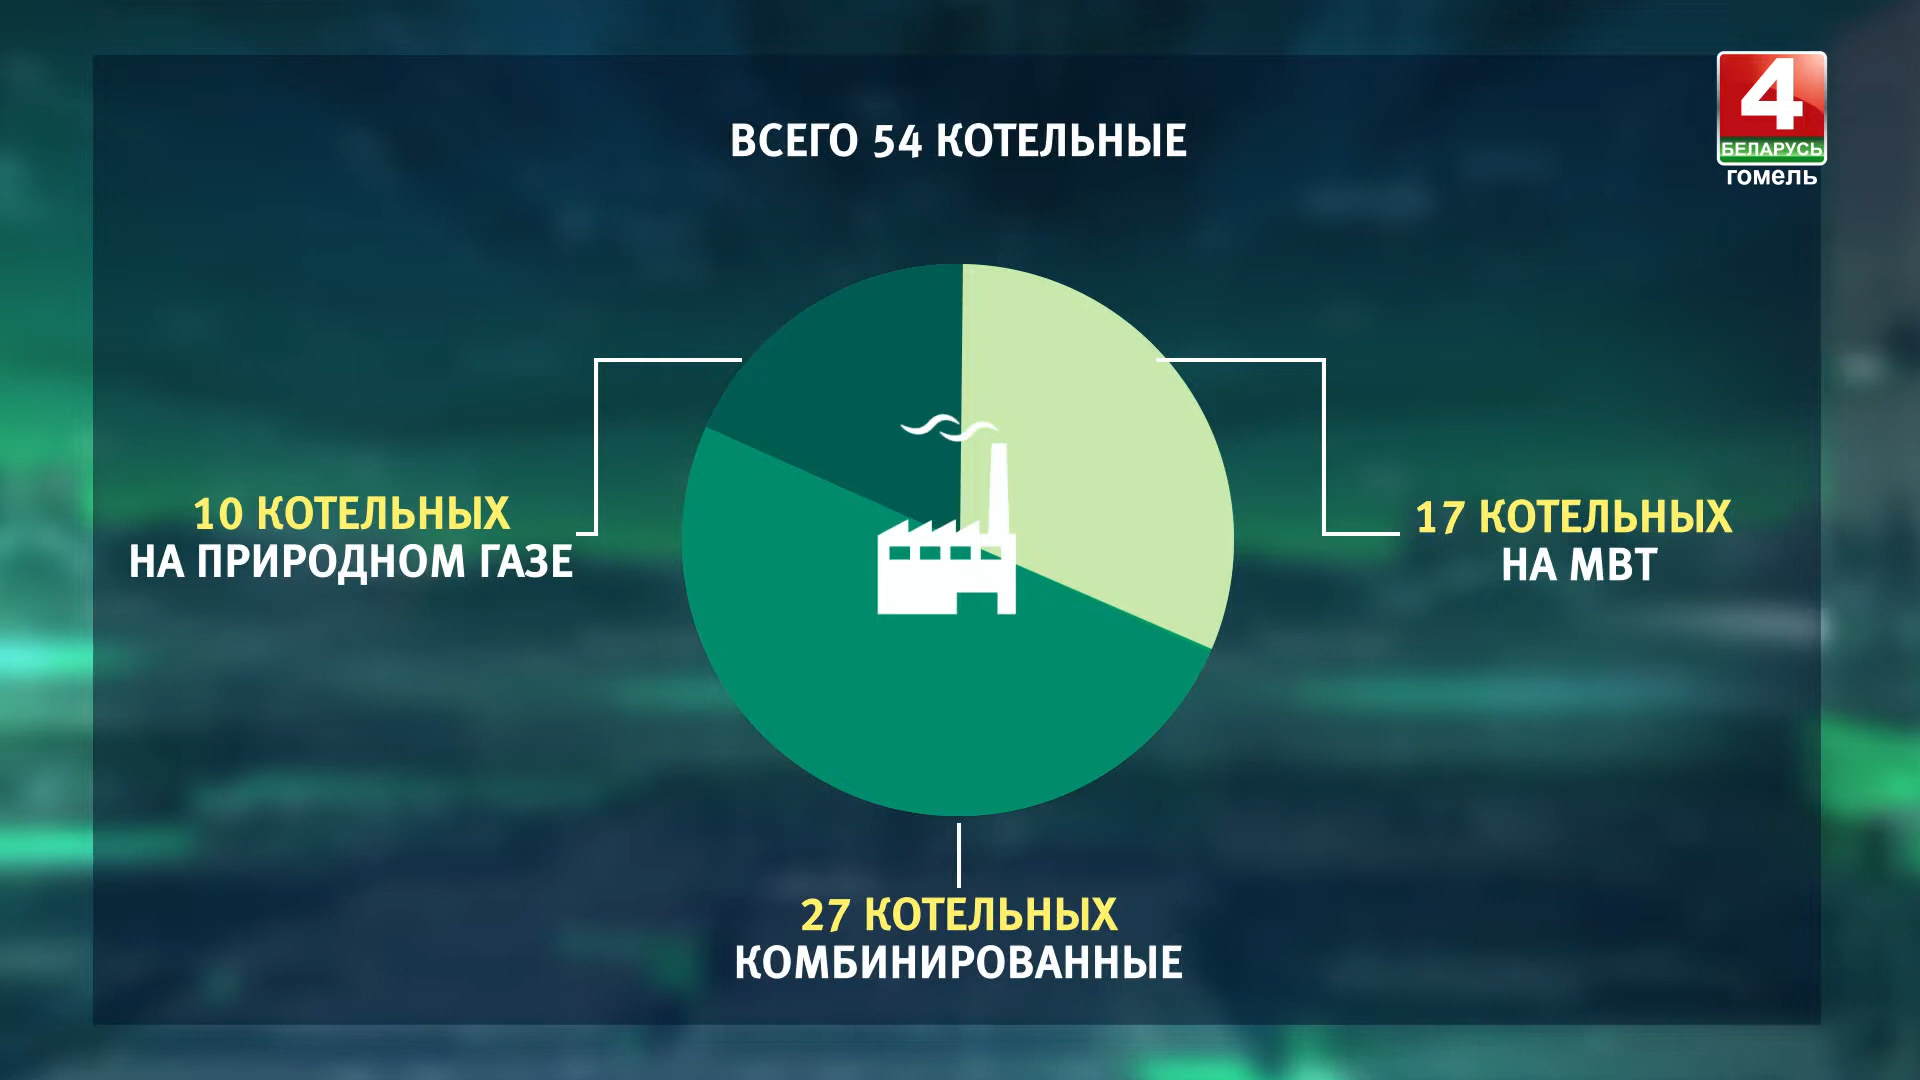 ВСЕГО 54 КОТЕЛЬНЫЕ
4
БЕЛАРУСЬ
гомель
10 КОТЕЛЬНЫХ
НА ПРИРОДНОМ ГАЗЕ
17 КОТЕЛЬНЫХ
НА МВТ
27 КОТЕЛЬНЫХ
КОМБИНИРОВАННЫЕ